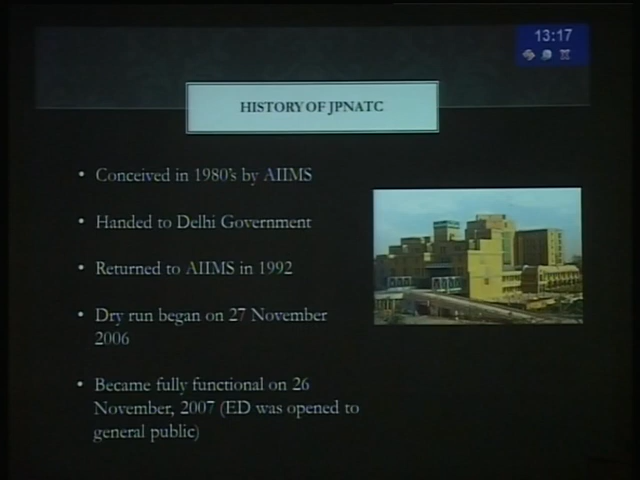 13:17
HISTORY OF JPNATC
• Conceived in 1980's by AIIMS
• Handed to Delhi Government
• Returned to AIIMS in 1992
• Dry run began on 27 November
2006
• Became fully functional on 26
November, 2007 (ED was opened to
general public)